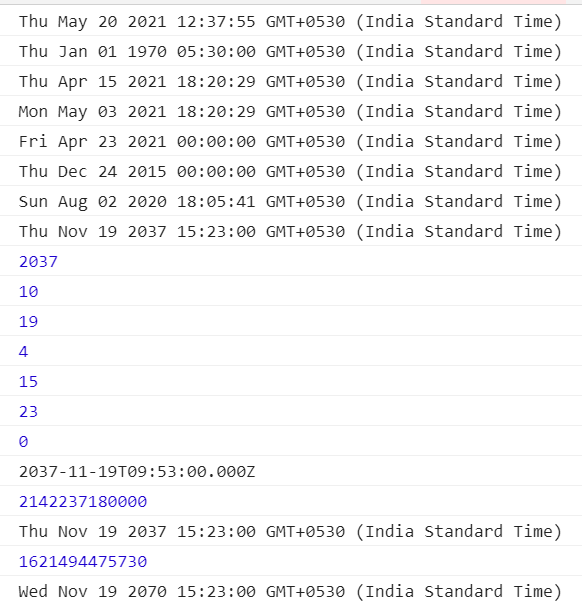 Thu May 20 2021 12:37:55 GMT+0530 (India Standard Time)
Thu Jan 01 1970 05:30:00 GMT+0530 (India Standard Time)
Thu Apr 15 2021 18:20:29 GMT+0530 (India Standard Time)
Mon May 03 2021 18:20:29 GMT+0530 (India Standard Time)
Fri Apr 23 2021 00:00:00 GMT+0530 (India Standard Time)
Thu Dec 24 2015 00:00:00 GMT+0530 (India Standard Time)
Sun Aug 02 2020 18:05:41 GMT+0530 (India Standard Time)
Thu Nov 19 2037 15:23:00 GMT+0530 (India Standard Time)
2037
10
19
4
15
23
0
2037-11-19T09:53:00.000Z
2142237180000
Thu Nov 19 2037 15:23:00 GMT+0530 (India Standard Time)
1621494475730
Wed Nov 19 2070 15:23:00 GMT+0530 (India Standard Time)